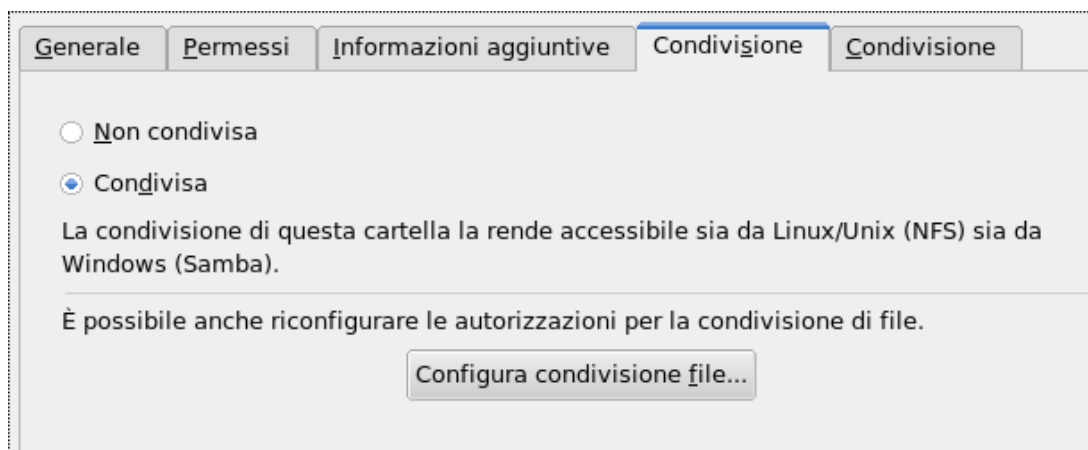 Generale Permessi Informazioni aggiuntive Condivisione Condivisione
Non condivisa
Condivisa
La condivisione di questa cartella la rende accessibile sia da Linux/Unix (NFS) sia da
Windows (Samba).
È possibile anche riconfigurare le autorizzazioni per la condivisione di file.
Configura condivisione file...